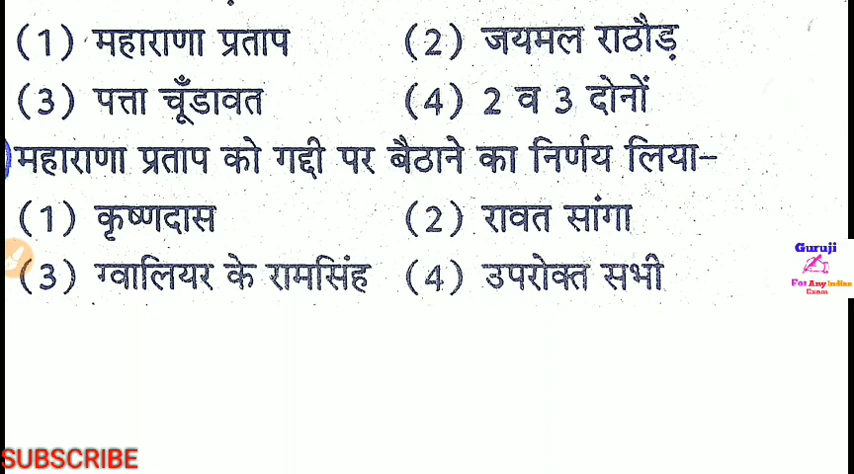 (1) महाराणा प्रताप (2) जयमल राठौड़
(3) पत्ता चूँडावत (4) 2 व 3 दोनों
महाराणा प्रताप को गद्दी पर बैठाने का निर्णय लिया–
(1) कृष्णदास (2) रावत सांगा
(3) ग्वालियर के रामसिंह (4) उपरोक्त सभी
Guruji
For Any Indian
Exam
SUBSCRIBE